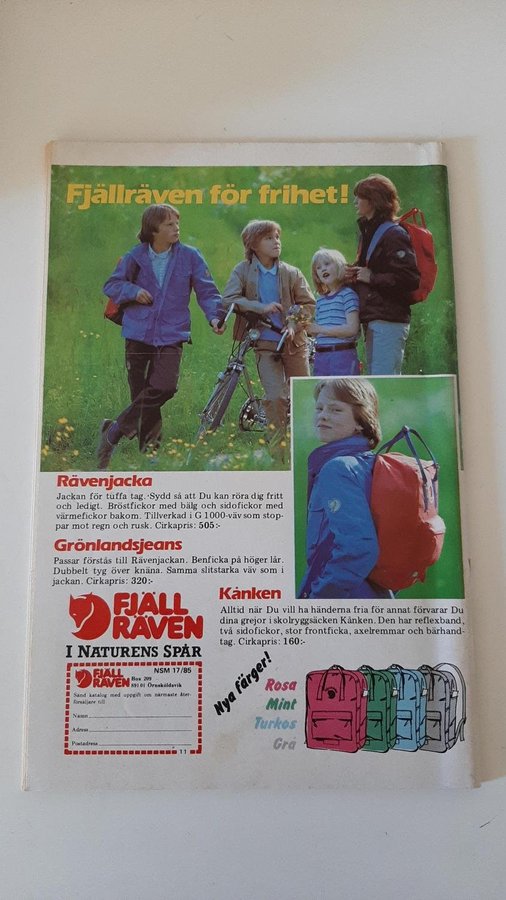 Fjällräven för frihet!
Rävenjacka
Jackan för tuffa tag. Sydd så att Du kan röra dig fritt
och ledigt. Bröstfickor med bälg och sidofickor med
värmefickor bakom. Tillverkad i G 1000-väv som stop-
par mot regn och rusk. Cirkapris: 505:-
Grönlandsjeans
Passar förstås till Rävenjackan. Benficka på höger lår.
Dubbelt tyg över knäna. Samma slitstarka väv som i
jackan. Cirkapris: 320:-
Kånken
Alltid när Du vill ha händerna fria för annat förvarar Du
dina grejor i skolryggsäcken Kånken. Den har reflexband,
två sidofickor, stor frontficka, axelremmar och bärhand-
tag. Cirkapris: 160:-
FJÄLL
RÄVEN
I NATURENS SPÅR
FJÄLL
RÄVEN
NSM 17/85
Box 209
891 01 Örnsköldsvik
Sänd katalog med uppgift om närmaste åter-
försäljare till
Namn
Adress
Postadress
11
Nya färger!
Rosa
Mint
Turkos
Grå